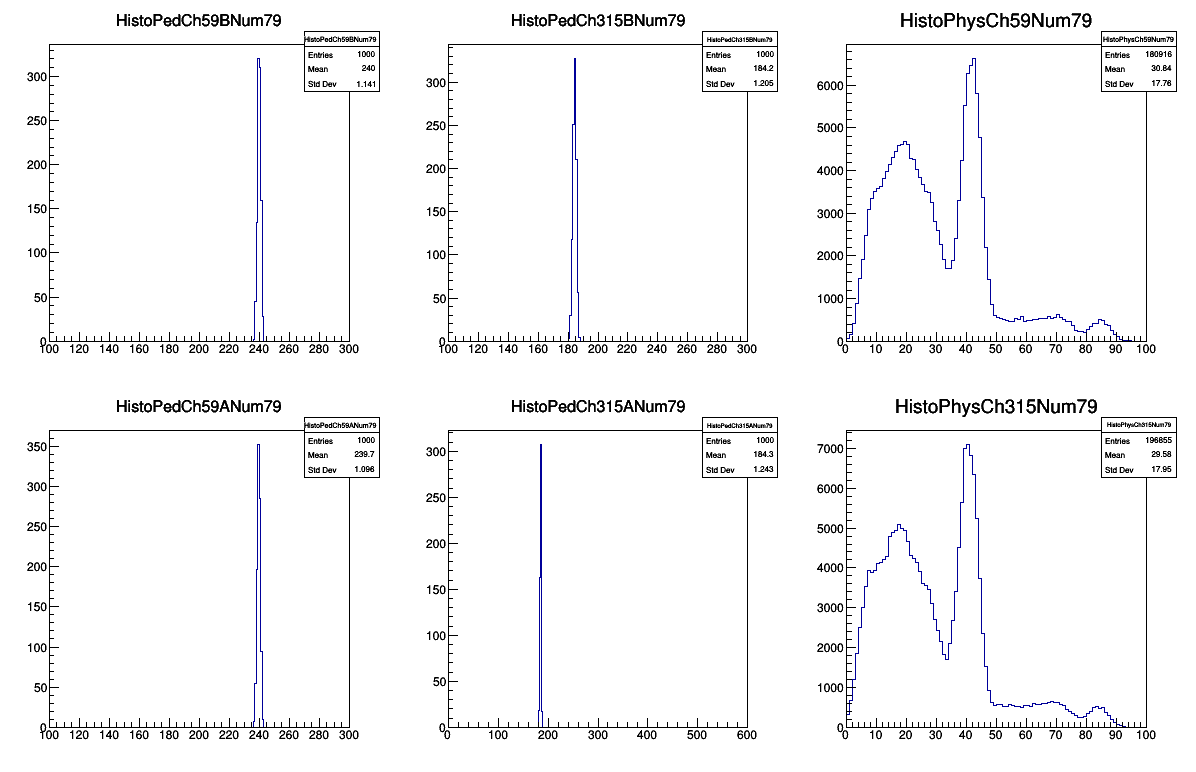 HistoPedCh59BNum79
HistoPedCh59BNum79
Entries 1000
Mean 240
Std Dev 1.141
300
250
200
150
100
50
0
100 120 140 160 180 200 220 240 260 280 300
HistoPedCh315BNum79
HistoPedCh315BNum79
Entries 1000
Mean 184.2
Std Dev 1.205
300
250
200
150
100
50
0
100 120 140 160 180 200 220 240 260 280 300
HistoPhysCh59Num79
HistoPhysCh59Num79
Entries 180916
Mean 30.84
Std Dev 17.76
6000
5000
4000
3000
2000
1000
0
0 10 20 30 40 50 60 70 80 90 100
HistoPedCh59ANum79
HistoPedCh59ANum79
Entries 1000
Mean 239.7
Std Dev 1.096
350
300
250
200
150
100
50
0
100 120 140 160 180 200 220 240 260 280 300
HistoPedCh315ANum79
HistoPedCh315ANum79
Entries 1000
Mean 184.3
Std Dev 1.243
300
250
200
150
100
50
0
0 100 200 300 400 500 600
HistoPhysCh315Num79
HistoPhysCh315Num79
Entries 196855
Mean 29.58
Std Dev 17.95
7000
6000
5000
4000
3000
2000
1000
0
0 10 20 30 40 50 60 70 80 90 100